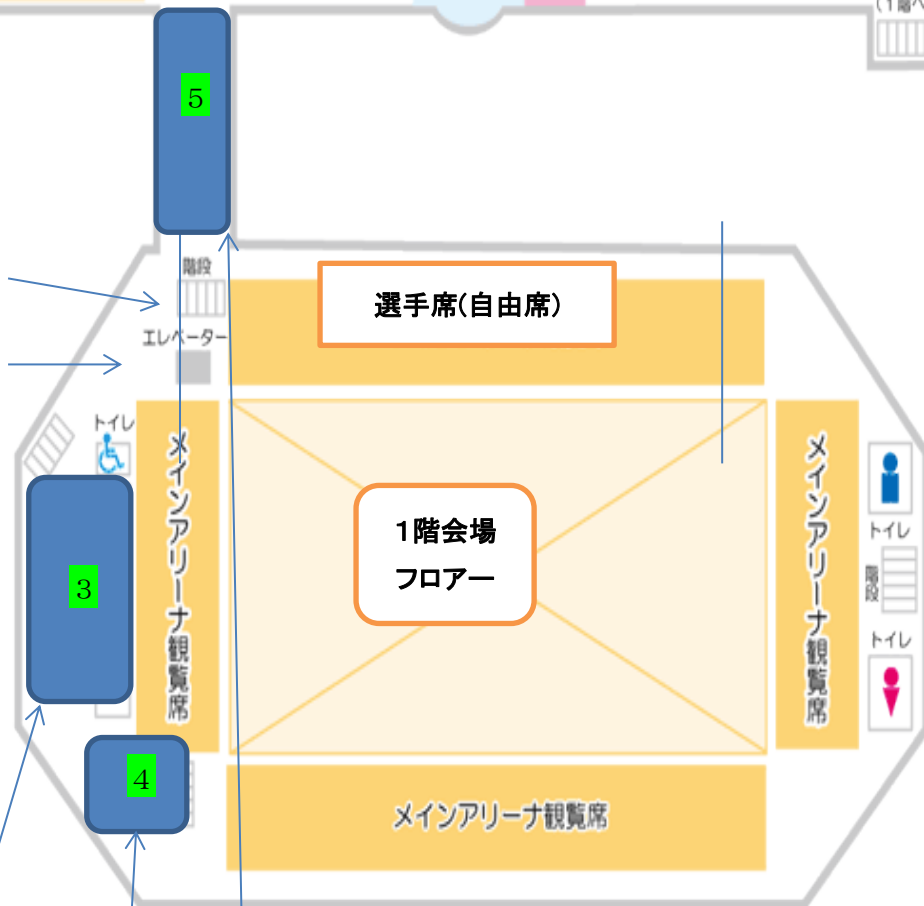 (1階へ
5
階段
選手席(自由席)
エレベーター
トイレ
メインアリーナ観覧席
メインアリーナ観覧席
1階会場
フロアー
トイレ
3
階段
トイレ
4
メインアリーナ観覧席